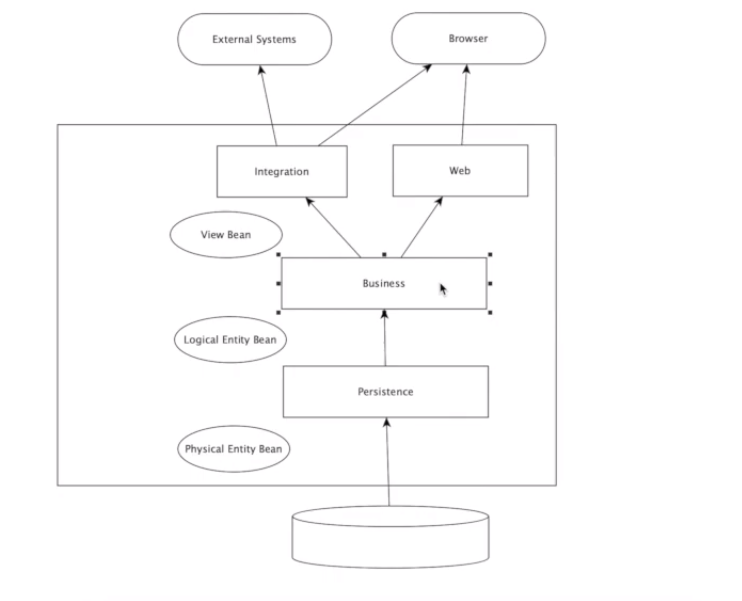 External Systems
Browser
Integration
Web
View Bean
Business
Logical Entity Bean
Persistence
Physical Entity Bean